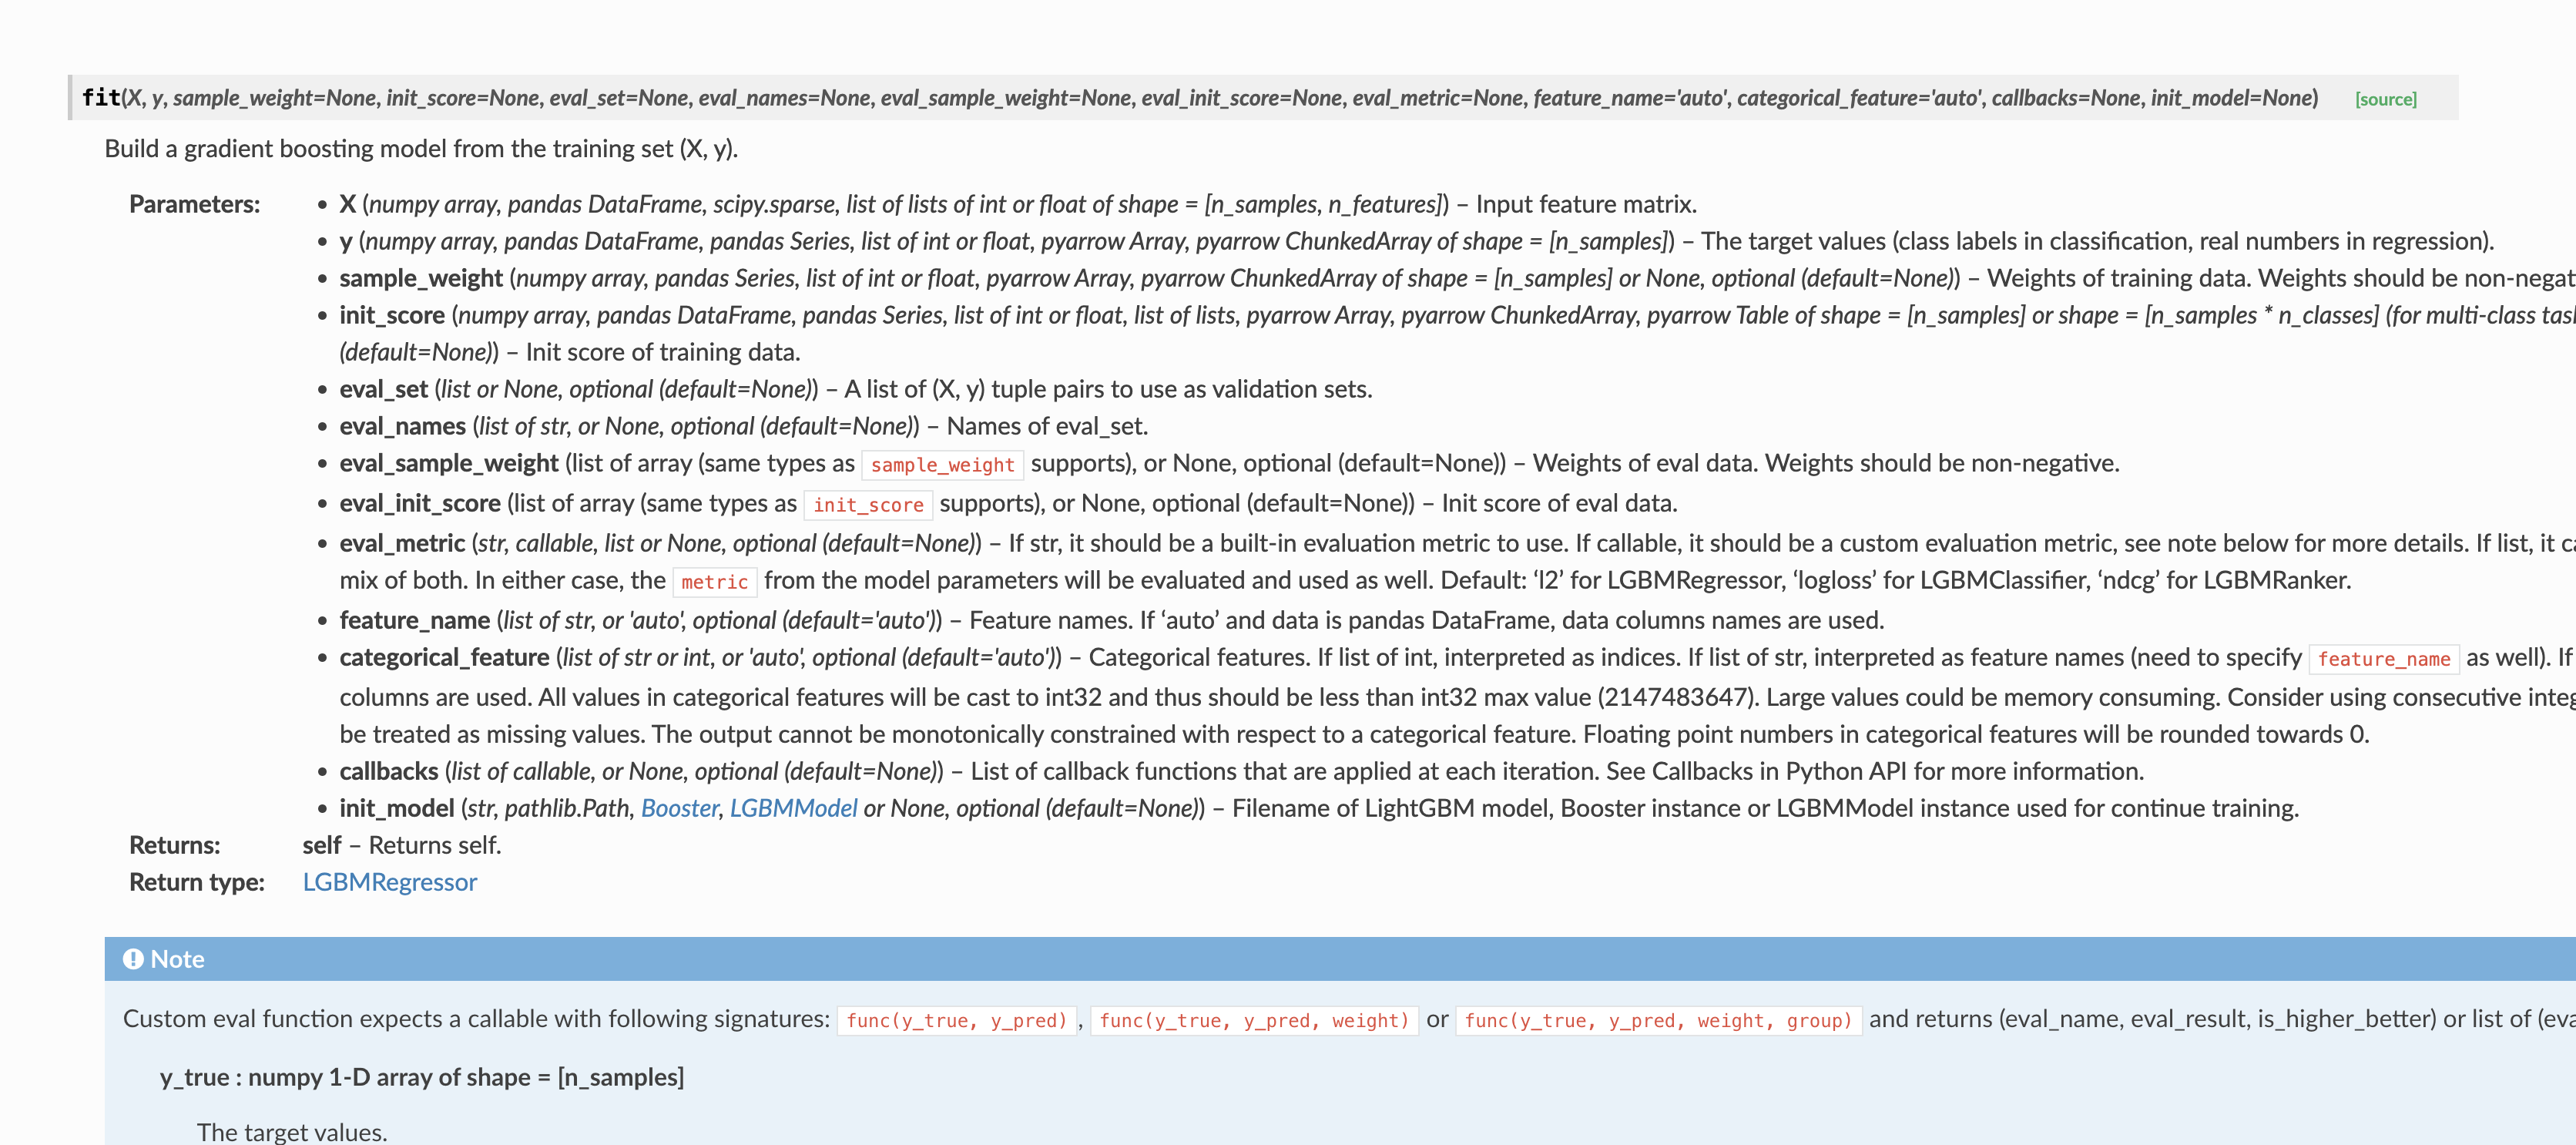 fit(X, y, sample_weight=None, init_score=None, eval_set=None, eval_names=None, eval_sample_weight=None, eval_init_score=None, eval_metric=None, feature_name='auto', categorical_feature='auto', callbacks=None, init_model=None) [source]
Build a gradient boosting model from the training set (X, y).
Parameters:
• X (numpy array, pandas DataFrame, scipy.sparse, list of lists of int or float of shape = [n_samples, n_features]) – Input feature matrix.
• y (numpy array, pandas DataFrame, pandas Series, list of int or float, pyarrow Array, pyarrow ChunkedArray of shape = [n_samples]) – The target values (class labels in classification, real numbers in regression).
• sample_weight (numpy array, pandas Series, list of int or float, pyarrow Array, pyarrow ChunkedArray of shape = [n_samples] or None, optional (default=None)) – Weights of training data. Weights should be
• init_score (numpy array, pandas DataFrame, pandas Series, list of int or float, list of lists, pyarrow Array, pyarrow ChunkedArray, pyarrow Table of shape = [n_samples] or shape = [n_samples * n_classes] (for multi-class
(default=None)) – Init score of training data.
• eval_set (list or None, optional (default=None)) – A list of (X, y) tuple pairs to use as validation sets.
• eval_names (list of str, or None, optional (default=None)) – Names of eval_set.
• eval_sample_weight (list of array (same types as sample_weight supports), or None, optional (default=None)) – Weights of eval data. Weights should be non-negative.
• eval_init_score (list of array (same types as init_score supports), or None, optional (default=None)) – Init score of eval data.
• eval_metric (str, callable, list or None, optional (default=None)) – If str, it should be a built-in evaluation metric to use. If callable, it should be a custom evaluation metric, see note below for more details. If list, it
mix of both. In either case, the metric from the model parameters will be evaluated and used as well. Default: ‘l2’ for LGBMRegressor, ‘logloss’ for LGBMClassifier, ‘ndcg’ for LGBMRanker.
• feature_name (list of str, or 'auto', optional (default='auto')) – Feature names. If ‘auto’ and data is pandas DataFrame, data columns names are used.
• categorical_feature (list of str or int, or 'auto', optional (default='auto')) – Categorical features. If list of int, interpreted as indices. If list of str, interpreted as feature names (need to specify feature_name as well). If
columns are used. All values in categorical features will be cast to int32 and thus should be less than int32 max value (2147483647). Large values could be memory consuming. Consider using consecutive
be treated as missing values. The output cannot be monotonically constrained with respect to a categorical feature. Floating point numbers in categorical features will be rounded towards 0.
• callbacks (list of callable, or None, optional (default=None)) – List of callback functions that are applied at each iteration. See Callbacks in Python API for more information.
• init_model (str, pathlib.Path, Booster, LGBMModel or None, optional (default=None)) – Filename of LightGBM model, Booster instance or LGBMModel instance used for continue training.
Returns: self – Returns self.
Return type: LGBMRegressor
Note
Custom eval function expects a callable with following signatures: func(y_true, y_pred), func(y_true, y_pred, weight) or func(y_true, y_pred, weight, group) and returns (eval_name, eval_result, is_higher_better) or list of
y_true : numpy 1-D array of shape = [n_samples]
The target values.